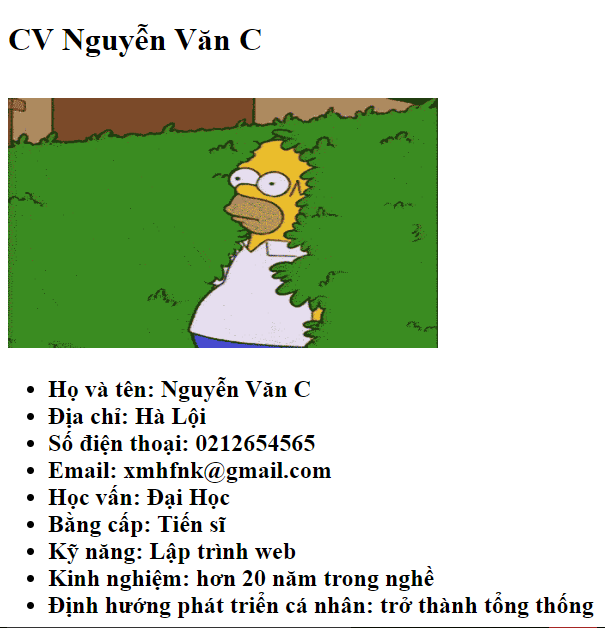 CV Nguyễn Văn C
Họ và tên: Nguyễn Văn C
Địa chỉ: Hà Lội
Số điện thoại: 0212654565
Email: xmhfnk@gmail.com
Học vấn: Đại Học
Bằng cấp: Tiến sĩ
Kỹ năng: Lập trình web
Kinh nghiệm: hơn 20 năm trong nghề
Định hướng phát triển cá nhân: trở thành tổng thống